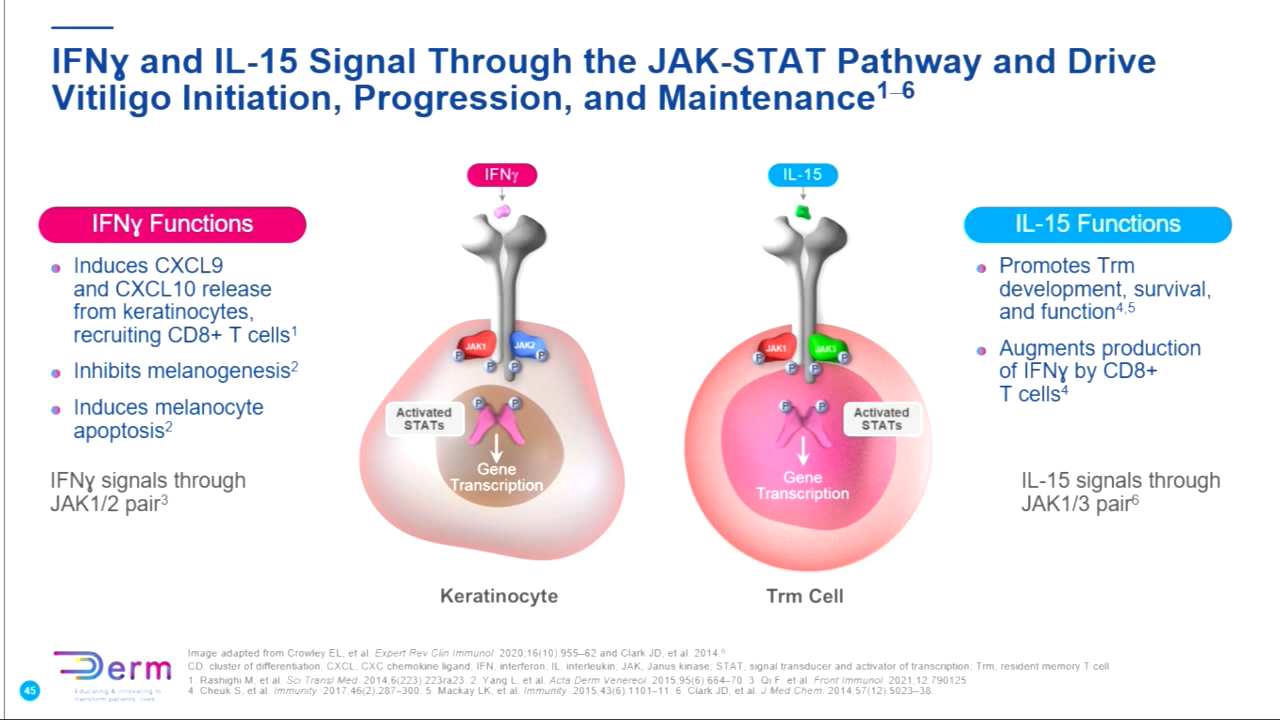 IFNɣ and IL-15 Signal Through the JAK-STAT Pathway and Drive
Vitiligo Initiation, Progression, and Maintenance1–6
IFNɣ
IL-15
IFNɣ Functions
Induces CXCL9
and CXCL10 release
from keratinocytes,
recruiting CD8+ T cells1
Inhibits melanogenesis2
Induces melanocyte
apoptosis2
IFNɣ signals through
JAK1/2 pair3
JAK1
JAK2
P
P
P
P
P
P
Activated
STATs
Gene
Transcription
Keratinocyte
JAK1
JAK3
P
P
P
P
P
P
Activated
STATs
Gene
Transcription
Trm Cell
IL-15 Functions
Promotes Trm
development, survival,
and function4,5
Augments production
of IFNɣ by CD8+
T cells4
IL-15 signals through
JAK1/3 pair6
Derm
Educating & innovating to
transform patients' lives
45
Image adapted from Crowley EL, et al. Expert Rev Clin Immunol. 2020;16(10):955–62 and Clark JD, et al. 2014.6
CD, cluster of differentiation; CXCL, CXC chemokine ligand; IFN, interferon; IL, interleukin; JAK, Janus kinase; STAT, signal transducer and activator of transcription; Trm, resident memory T cell
1. Rashighi M, et al. Sci Transl Med. 2014;6(223):223ra23. 2. Yang L, et al. Acta Derm Venereol. 2015;95(6):664–70. 3. Qi F, et al. Front Immunol. 2021;12:790125
4. Cheuk S, et al. Immunity. 2017;46(2):287–300. 5. Mackay LK, et al. Immunity. 2015;43(6):1101–11. 6. Clark JD, et al. J Med Chem. 2014;57(12):5023–38.